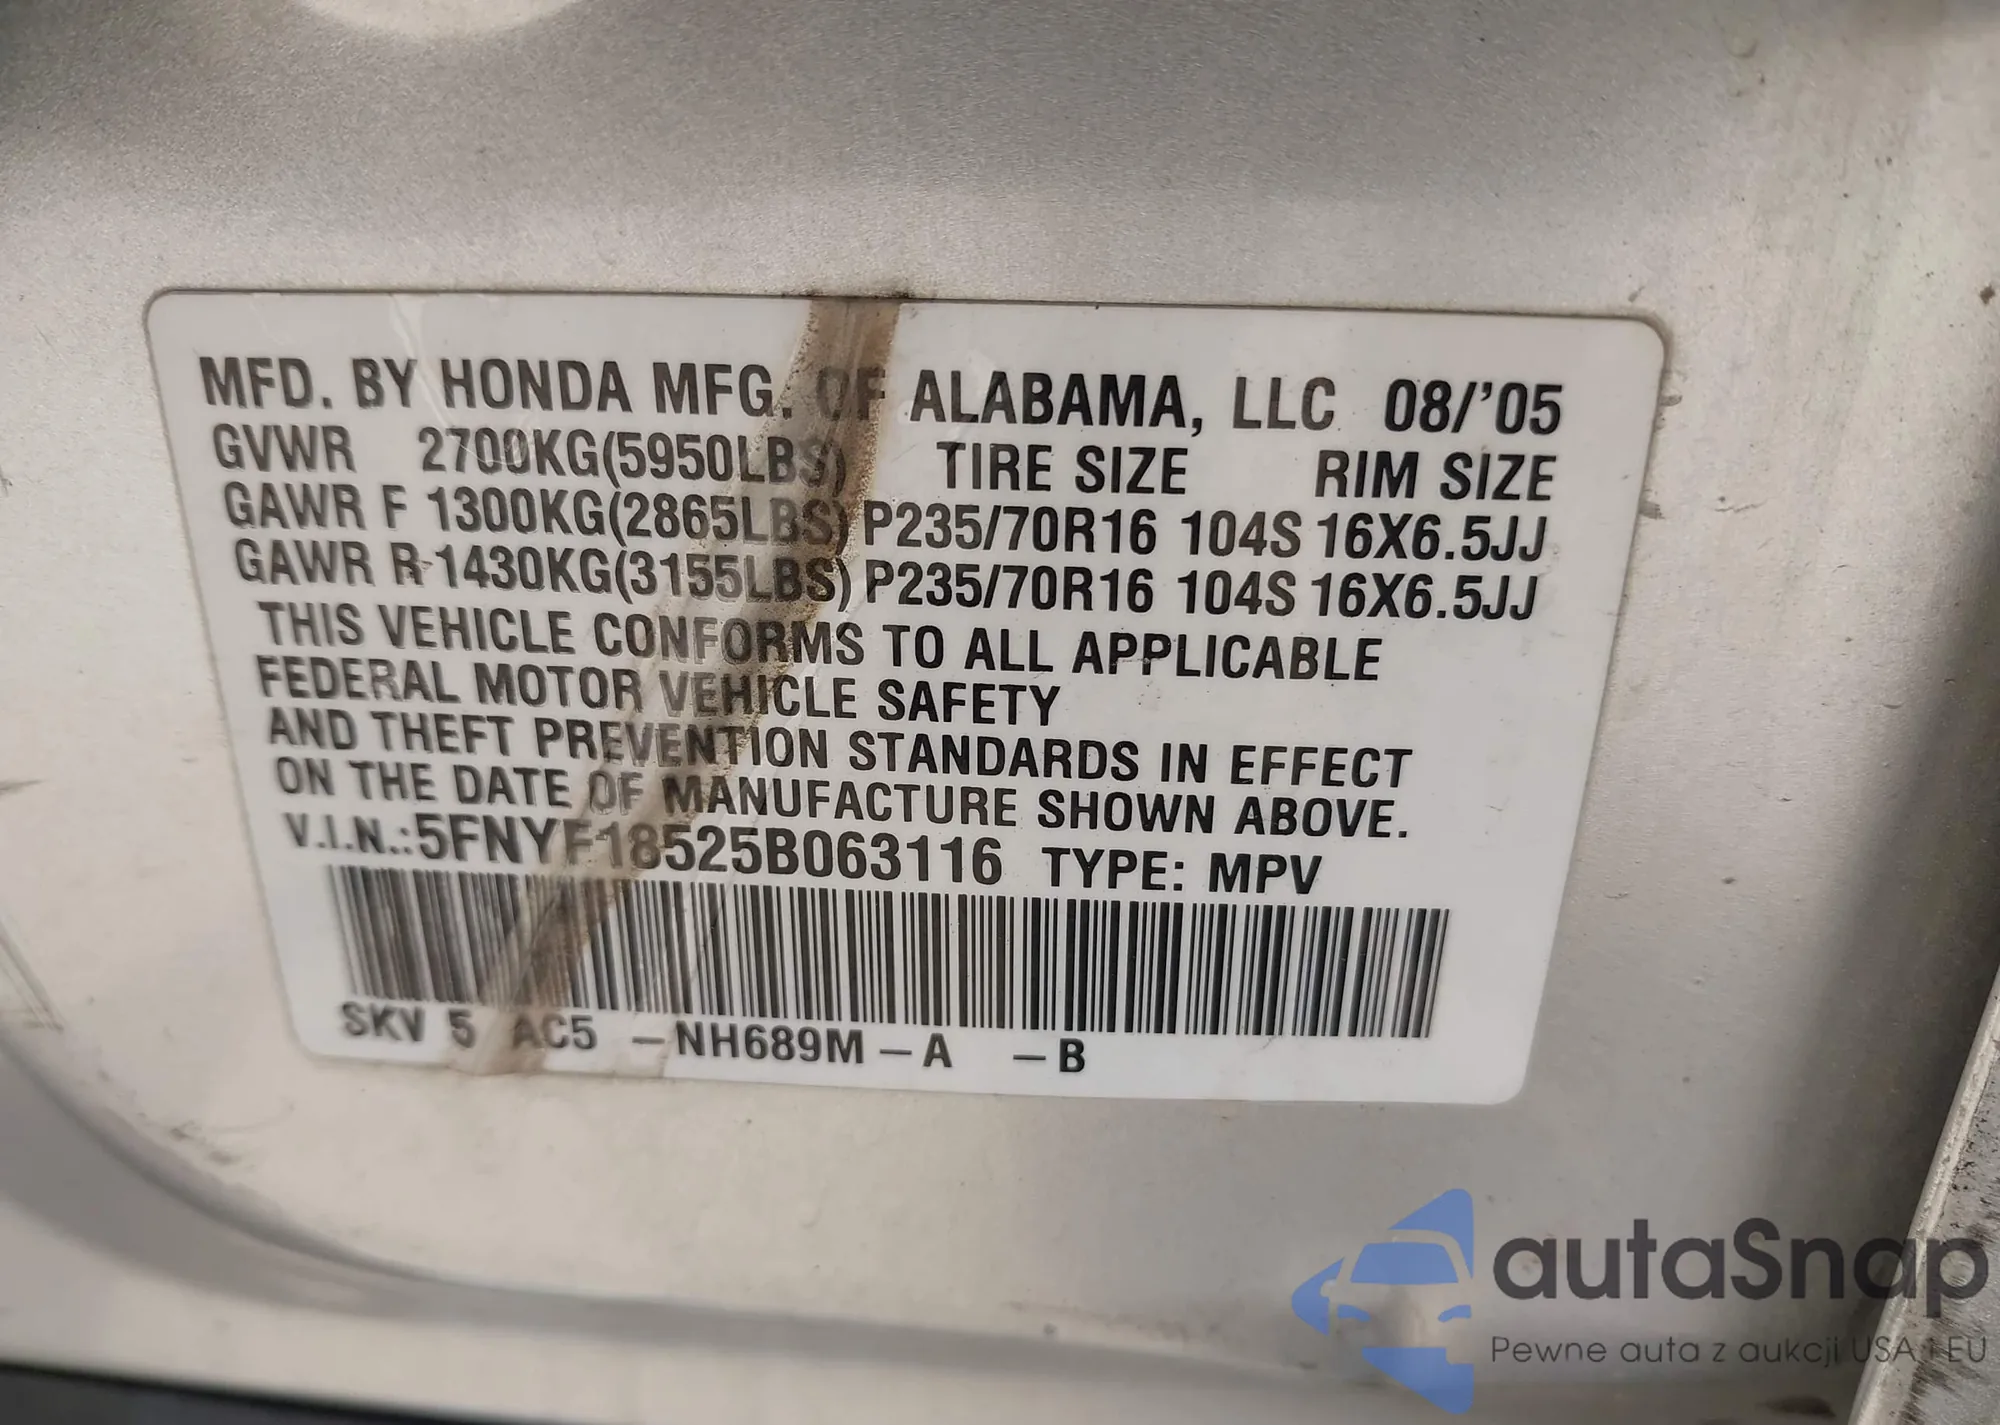 MFD. BY HONDA MFG. OF ALABAMA, LLC 08/'05
GVWR 2700KG(5950LBS) TIRE SIZE RIM SIZE
GAWR F 1300KG(2865LBS) P235/70R16 104S 16X6.5JJ
GAWR R 1430KG(3155LBS) P235/70R16 104S 16X6.5JJ
THIS VEHICLE CONFORMS TO ALL APPLICABLE
FEDERAL MOTOR VEHICLE SAFETY
AND THEFT PREVENTION STANDARDS IN EFFECT
ON THE DATE OF MANUFACTURE SHOWN ABOVE.
V.I.N.:5FNYF18525B063116 TYPE: MPV
SKV 5 AC5 –NH689M –A –B
autaSnap
Pewne auta z aukcji USA i EU